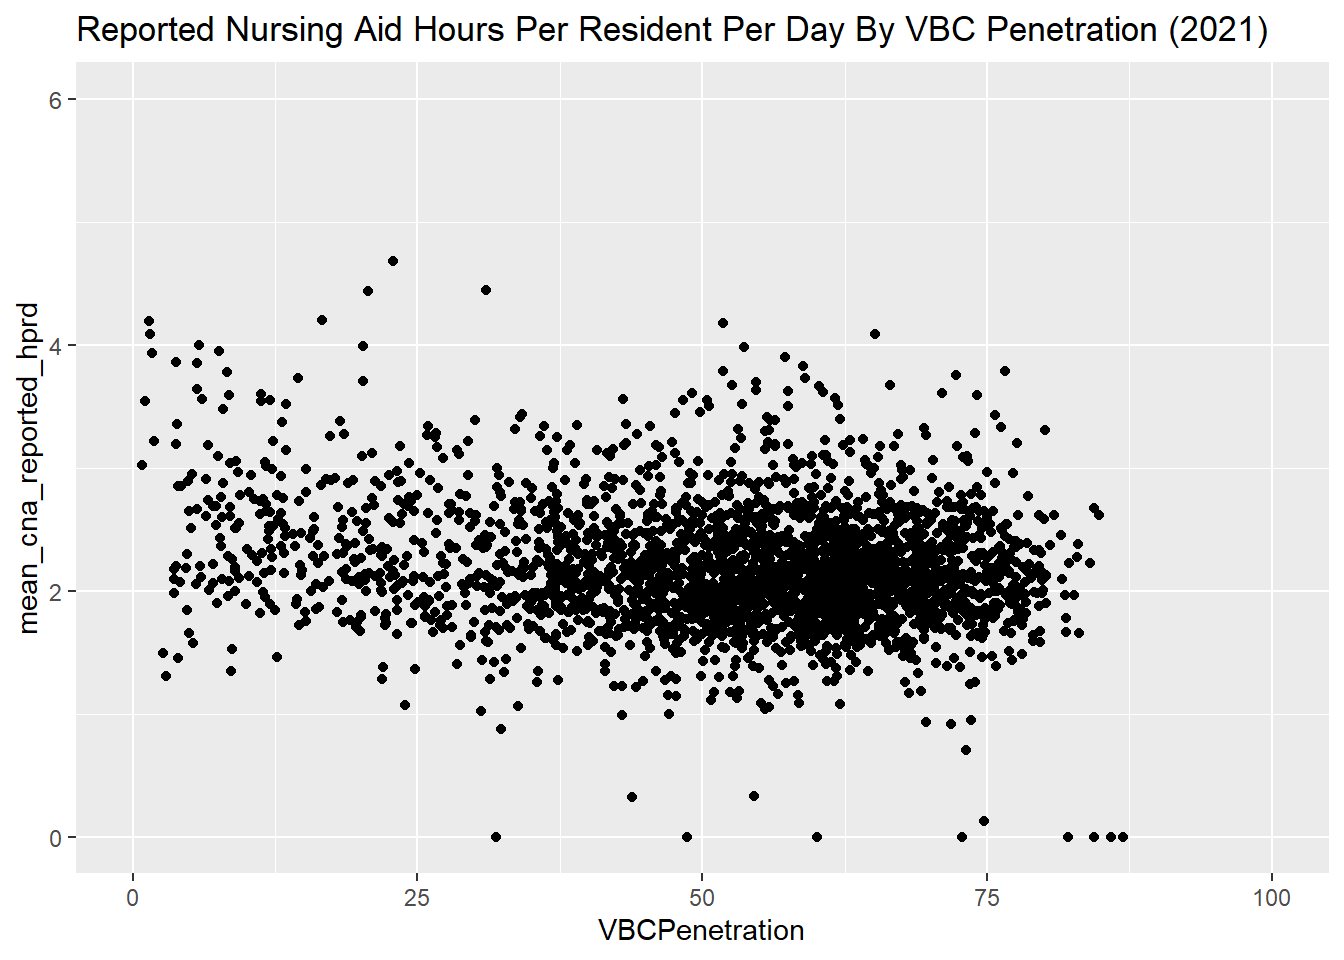 Reported Nursing Aid Hours Per Resident Per Day By VBC Penetration (2021)
mean_cna_reported_hprd
6
4
2
0
0 25 50 75 100
VBCPenetration